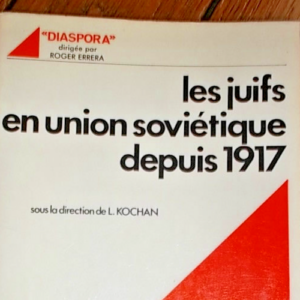 "DIASPORA"
dirigée par
ROGER ERRERA
les juifs
en union soviétique
depuis 1917
sous la direction de L. KOCHAN